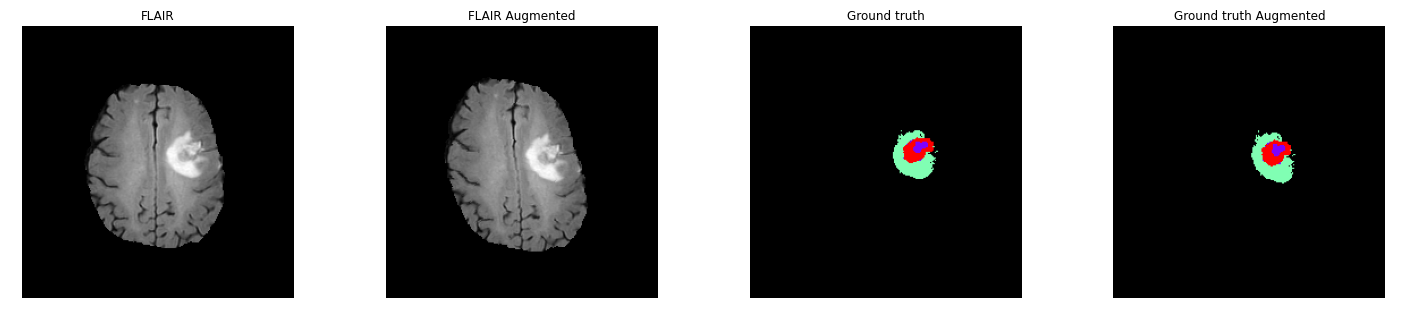 FLAIR
FLAIR Augmented
Ground truth
Ground truth Augmented